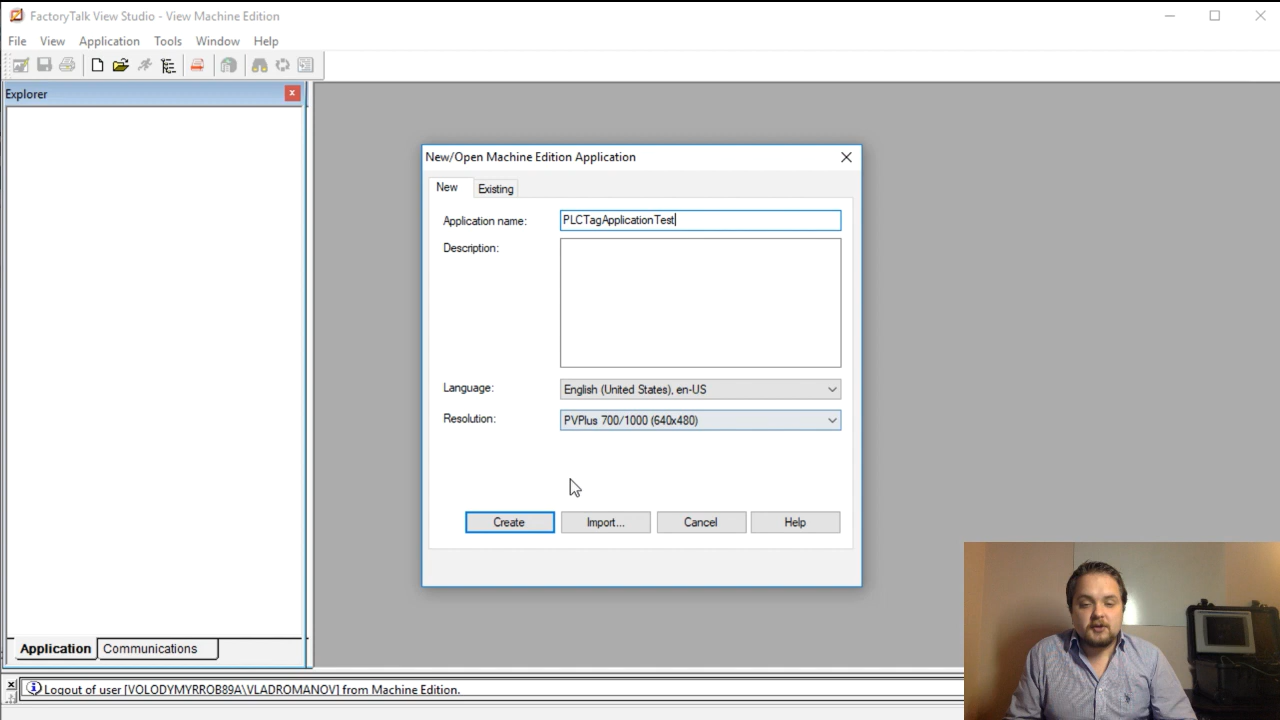 FactoryTalk View Studio - View Machine Edition
File View Application Tools Window Help
Explorer
New/Open Machine Edition Application
New Existing
Application name: PLCTagApplicationTest
Description:
Language: English (United States), en-US
Resolution: PVPlus 700/1000 (640x480)
Create Import... Cancel Help
Application Communications
Logout of user [VOLODYMYRROB89A\VLADROMANOV] from Machine Edition.